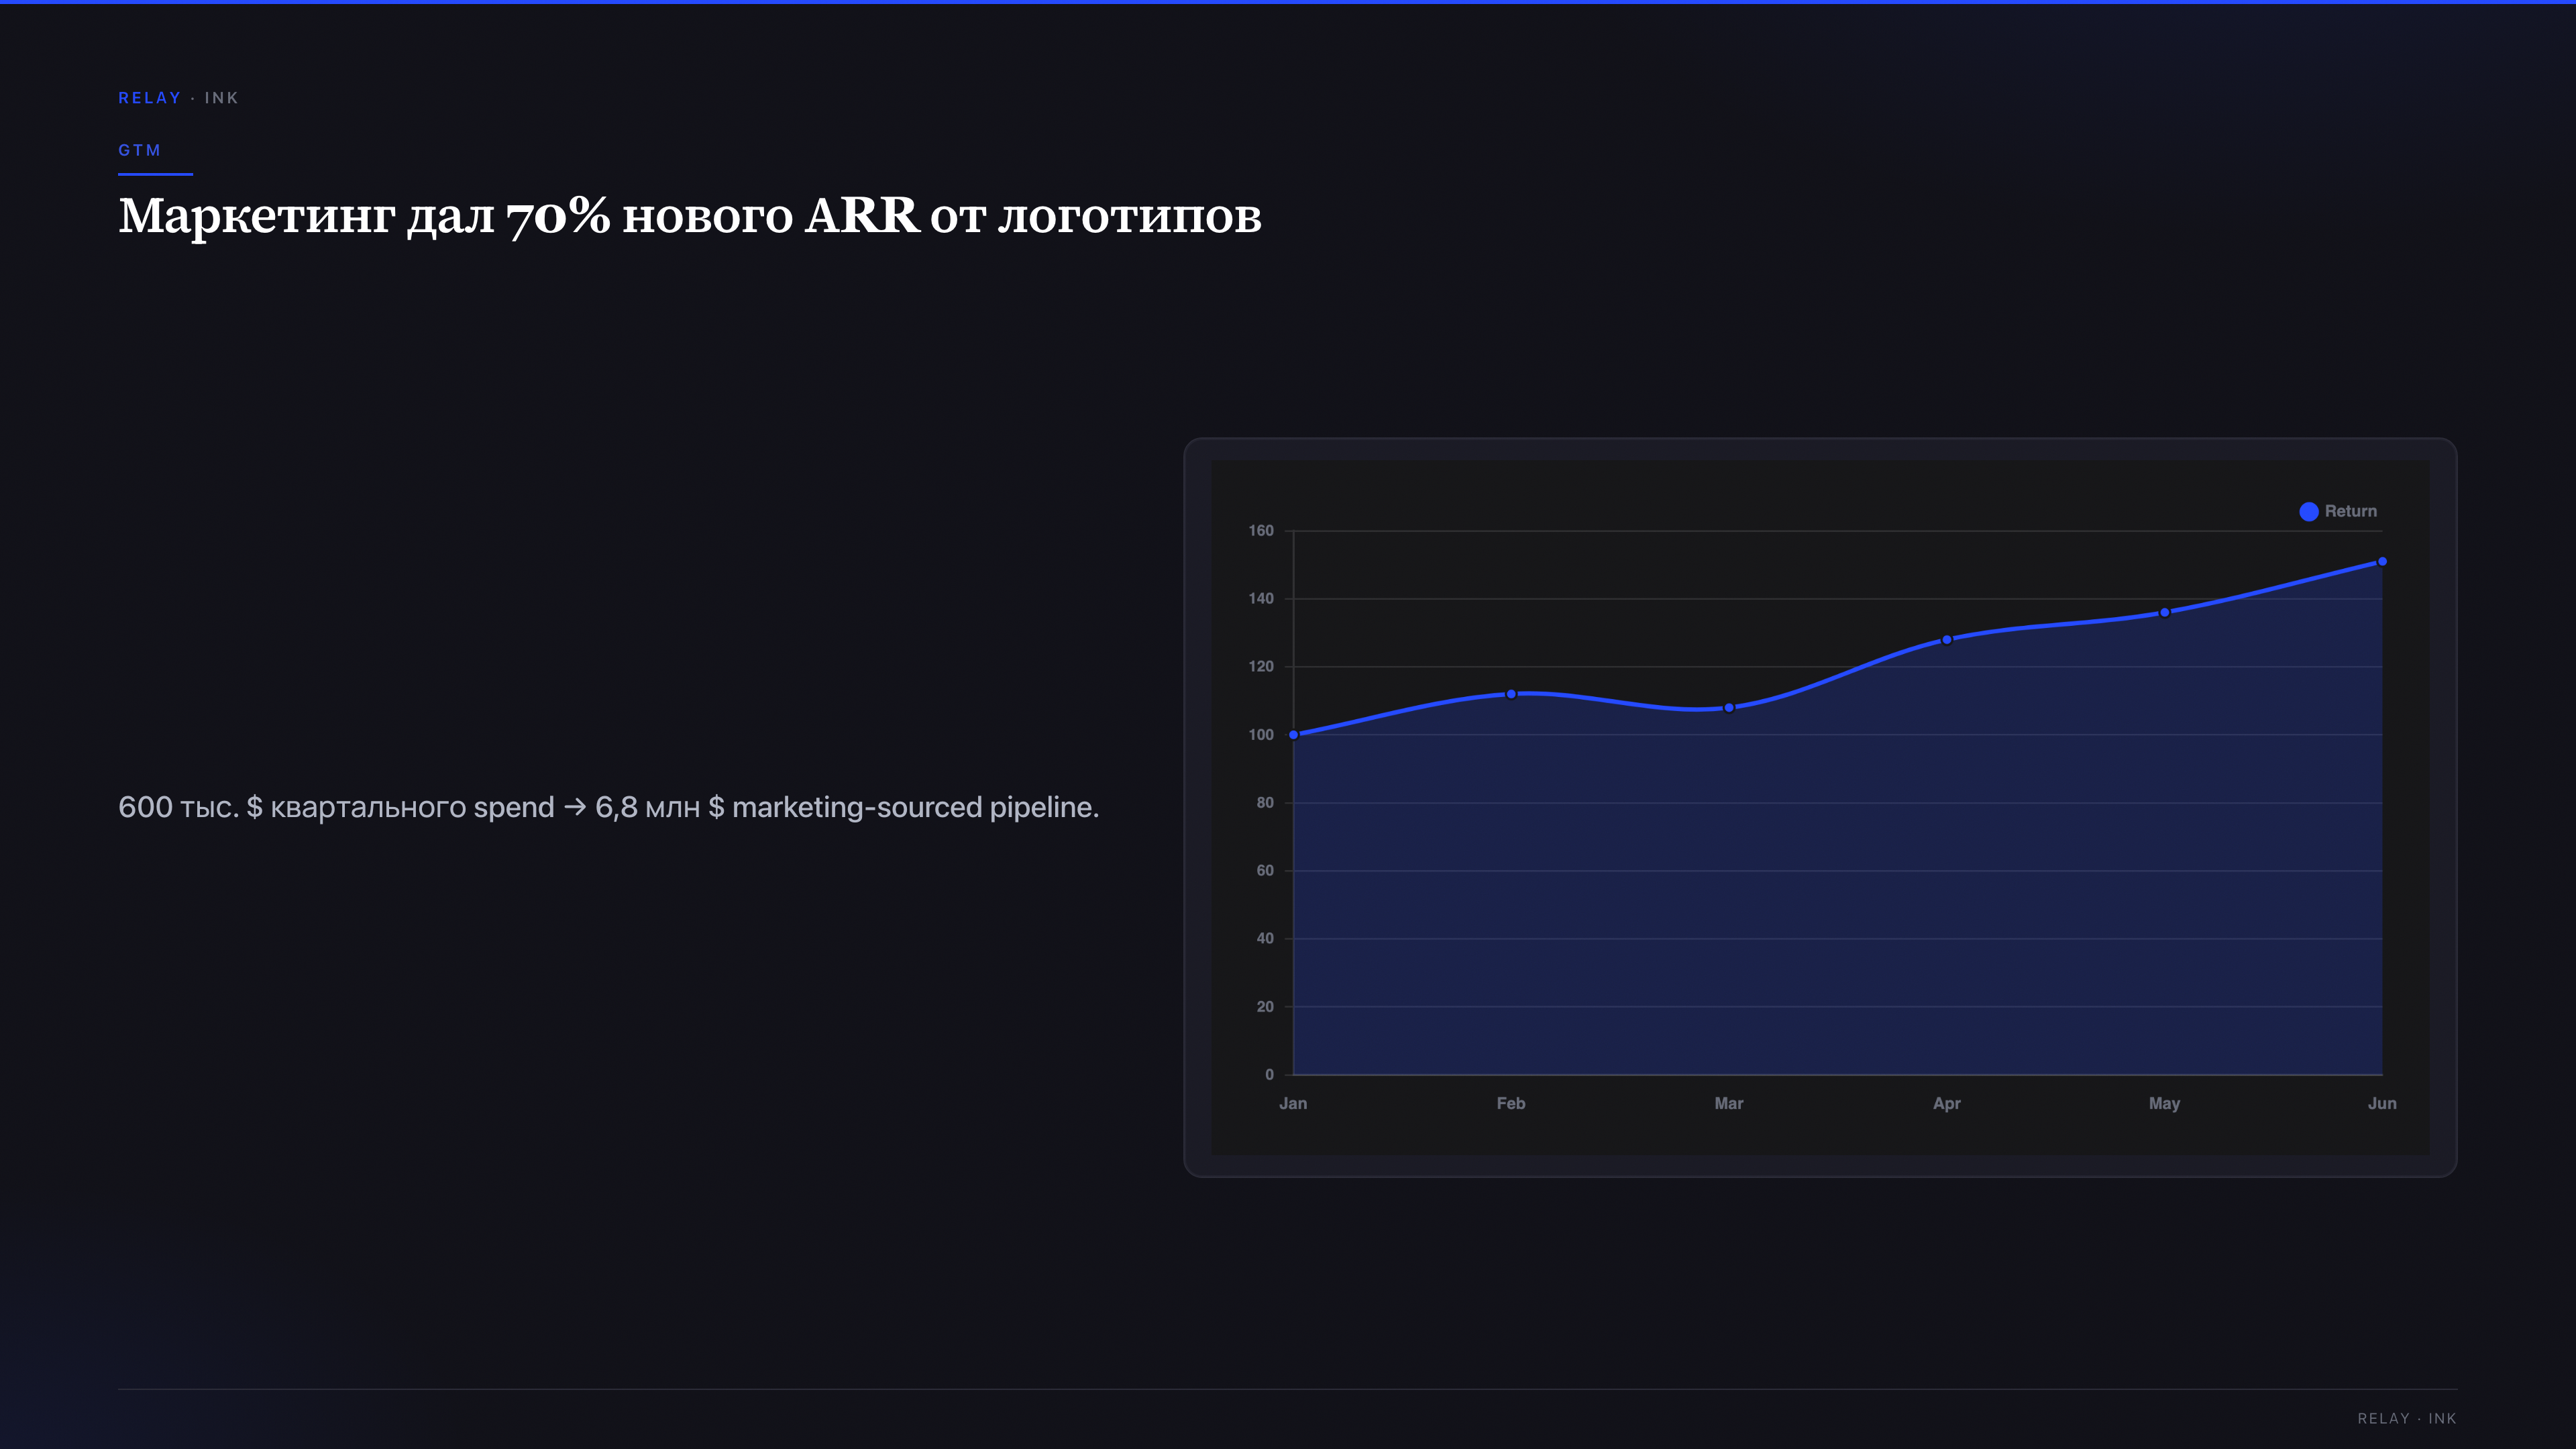 RELAY · INK
GTM
Маркетинг дал 70% нового ARR от логотипов
600 тыс. $ квартального spend → 6,8 млн $ marketing-sourced pipeline.
Return
160
140
120
100
80
60
40
20
0
Jan Feb Mar Apr May Jun
RELAY · INK